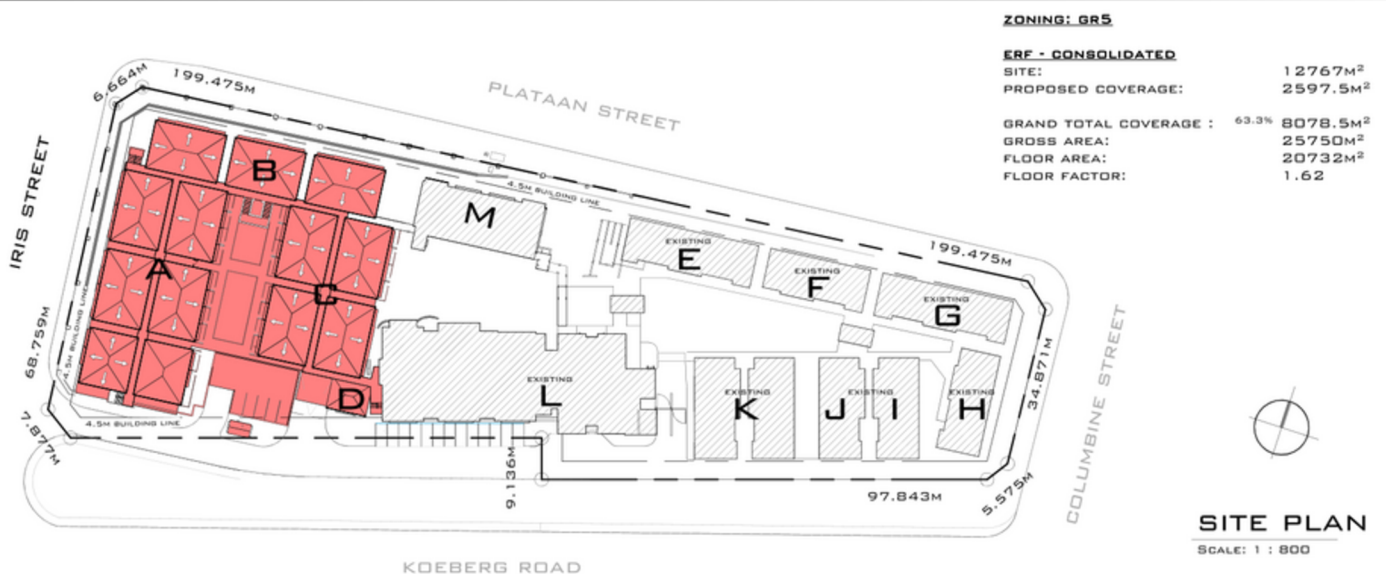 ZONING: GR5
ERF - CONSOLIDATED
SITE: 12767M²
PROPOSED COVERAGE: 2597.5M²
GRAND TOTAL COVERAGE : 63.3% 8078.5M²
GROSS AREA: 25750M²
FLOOR AREA: 20732M²
FLOOR FACTOR: 1.62
6.664M
199.475M
PLATAAN STREET
IRIS STREET
B
4.5M BUILDING LINE
M
EXISTING
E
EXISTING
F
EXISTING
G
199.475M
A
C
68.759M
4.5M BUILDING LINE
D
EXISTING
L
EXISTING
K
EXISTING
J I
EXISTING
H
34.871M
COLUMBINE STREET
4.5M BUILDING LINE
7.877M
9.136M
97.843M
5.575M
KOEBERG ROAD
SITE PLAN
SCALE: 1 : 800